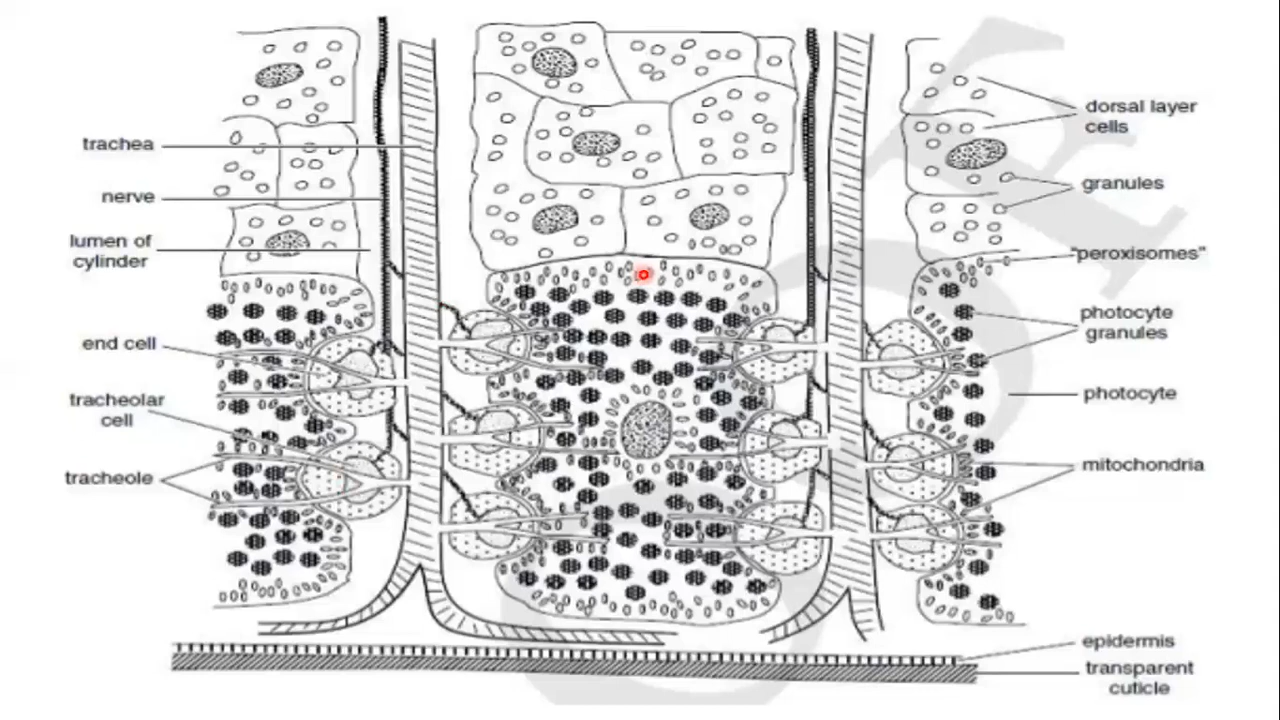 trachea
nerve
lumen of
cylinder
end cell
tracheolar
cell
tracheole
dorsal layer
cells
granules
"peroxisomes"
photocyte
granules
photocyte
mitochondria
epidermis
transparent
cuticle